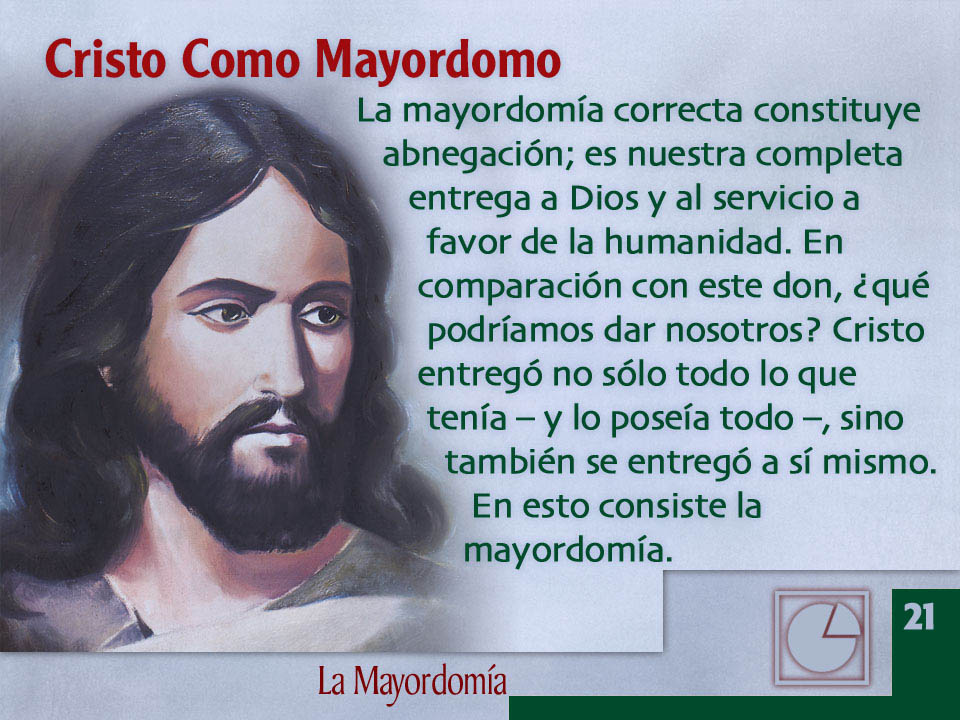 Cristo Como Mayordomo
La mayordomía correcta constituye
abnegación; es nuestra completa
entrega a Dios y al servicio a
favor de la humanidad. En
comparación con este don, ¿qué
podríamos dar nosotros? Cristo
entregó no sólo todo lo que
tenía – y lo poseía todo –, sino
también se entregó a sí mismo.
En esto consiste la
mayordomía.
21
La Mayordomía